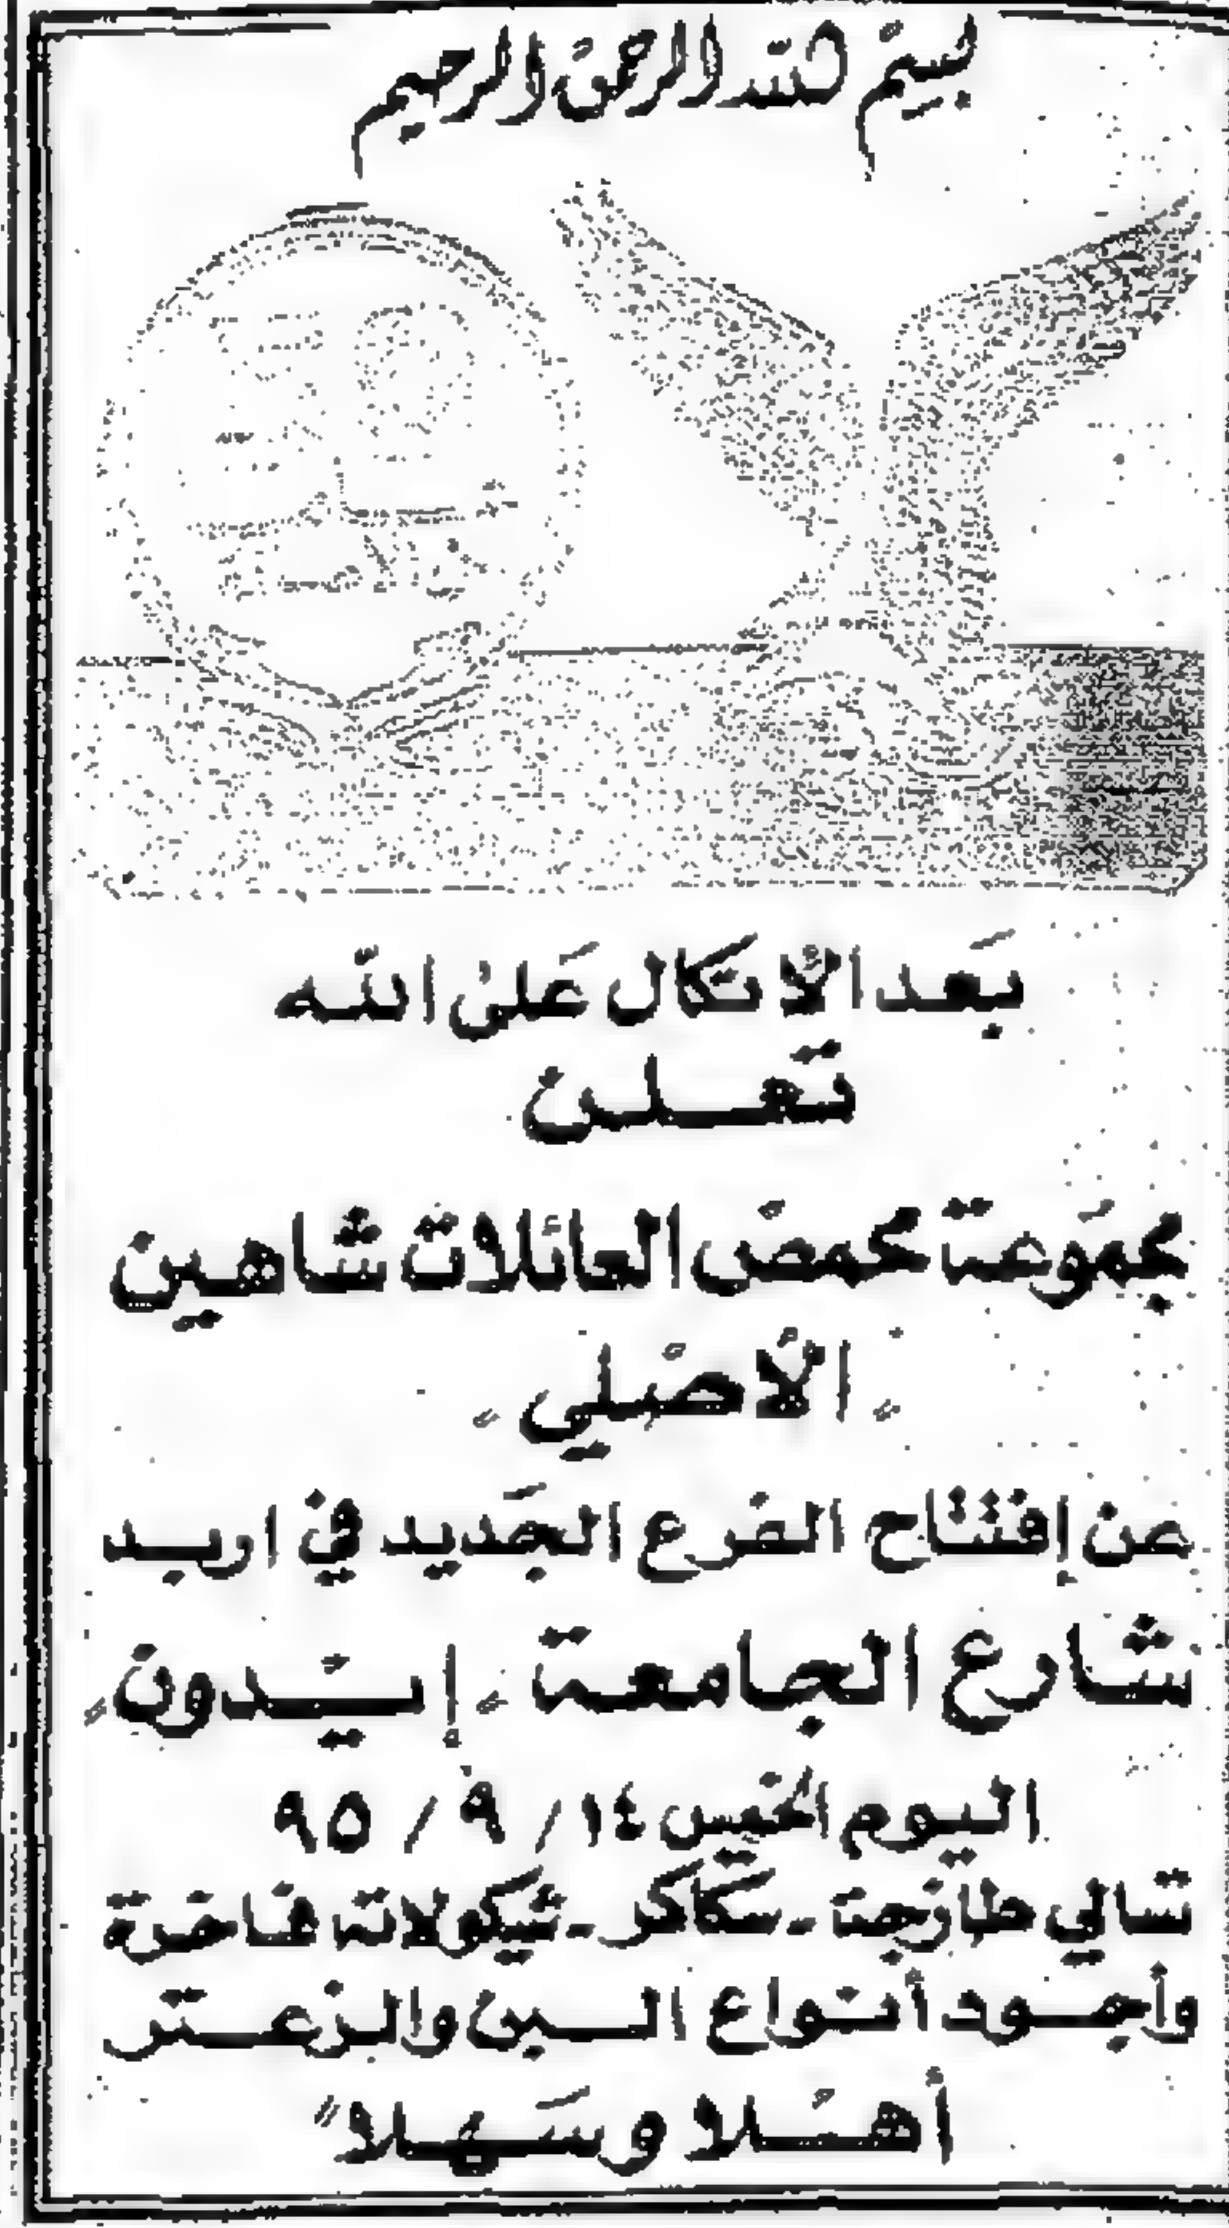 بسم الله الرحمن الرحيم
بعد الاتكال على الله
تعلن
مجموعة محمص العائلات شاهين
"الأصلي"
عن إفتتاح الفرع الجديد في اربد
شارع الجامعة "إيدون"
اليوم الخميس ١٤/ ٩ / ٩٥
تسالي طازجة - سكاكر - شيكولاته فاخرة
وأجود أنواع البن والزعتر
أهلا وسهلا"